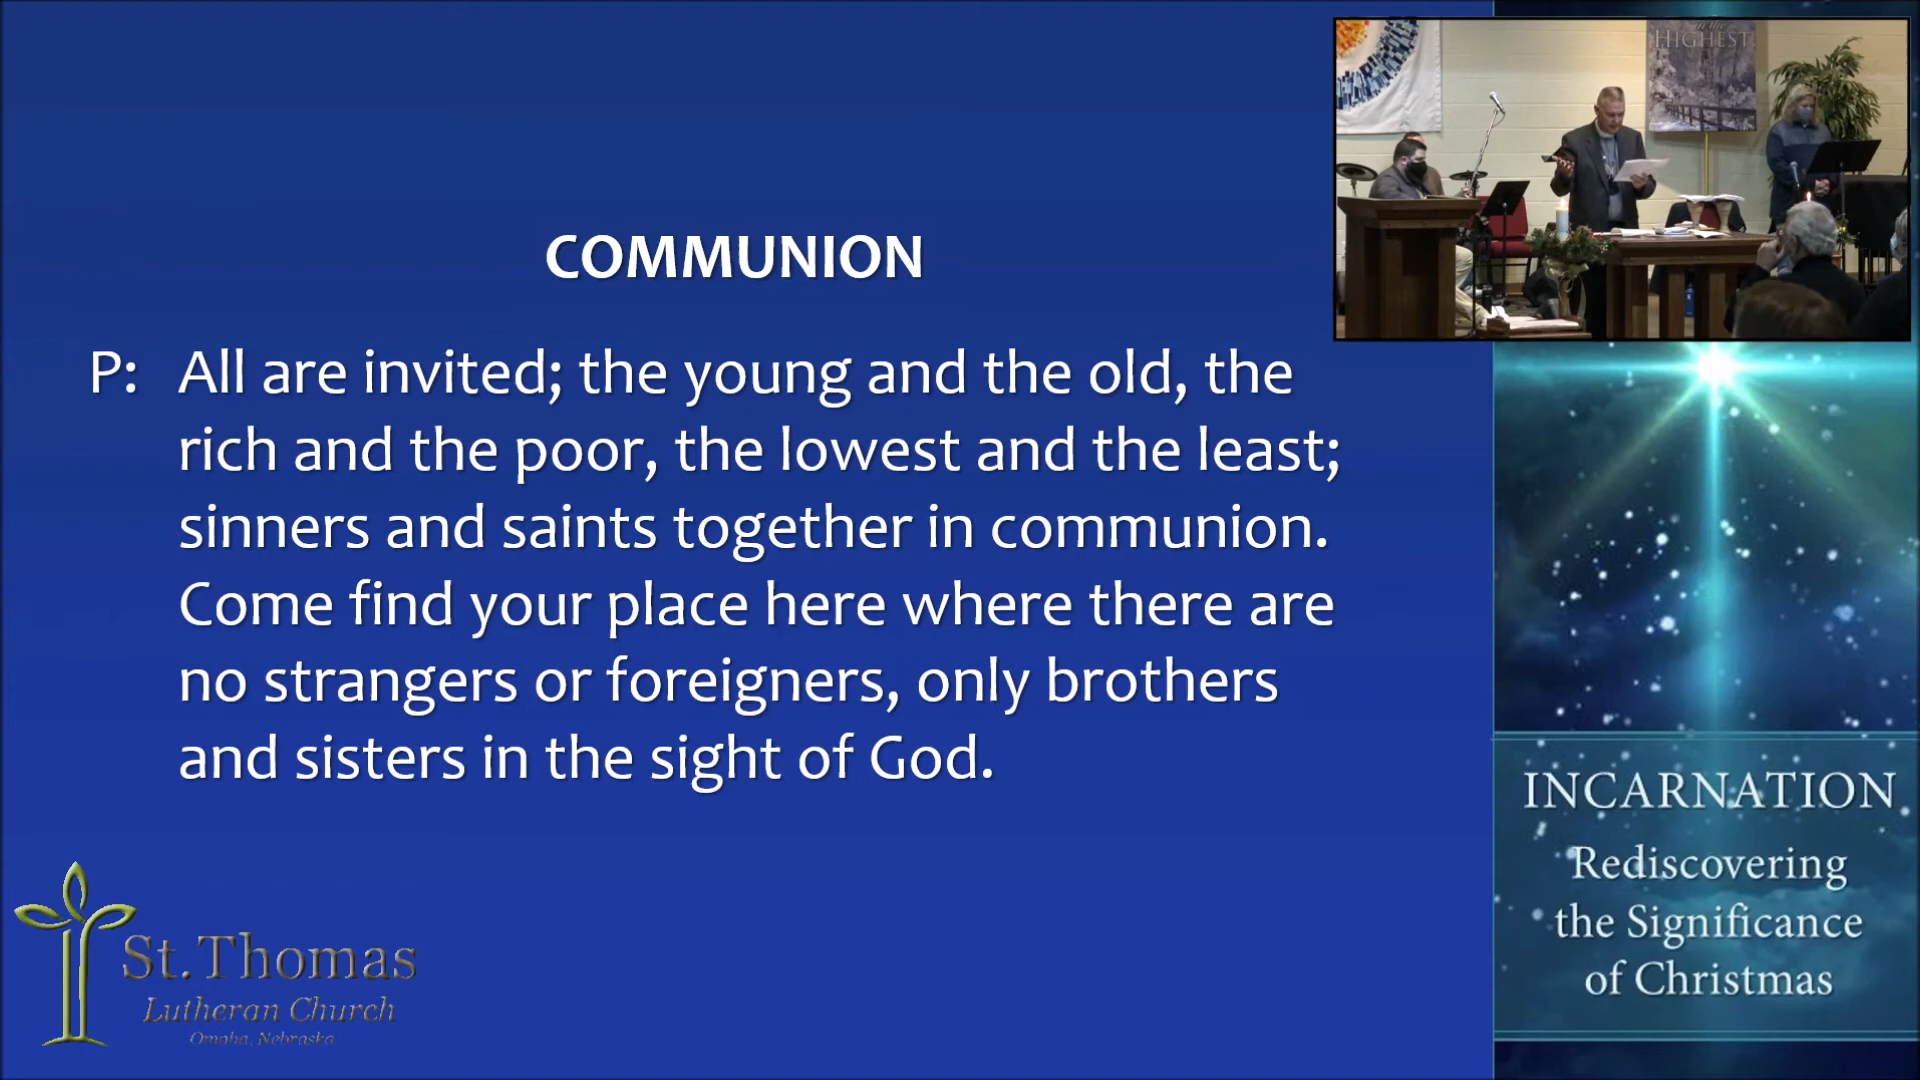 HIGHEST
COMMUNION
P: All are invited; the young and the old, the
rich and the poor, the lowest and the least;
sinners and saints together in communion.
Come find your place here where there are
no strangers or foreigners, only brothers
and sisters in the sight of God.
INCARNATION
Rediscovering
the Significance
of Christmas
St.Thomas
Lutheran Church
Omaha, Nebraska